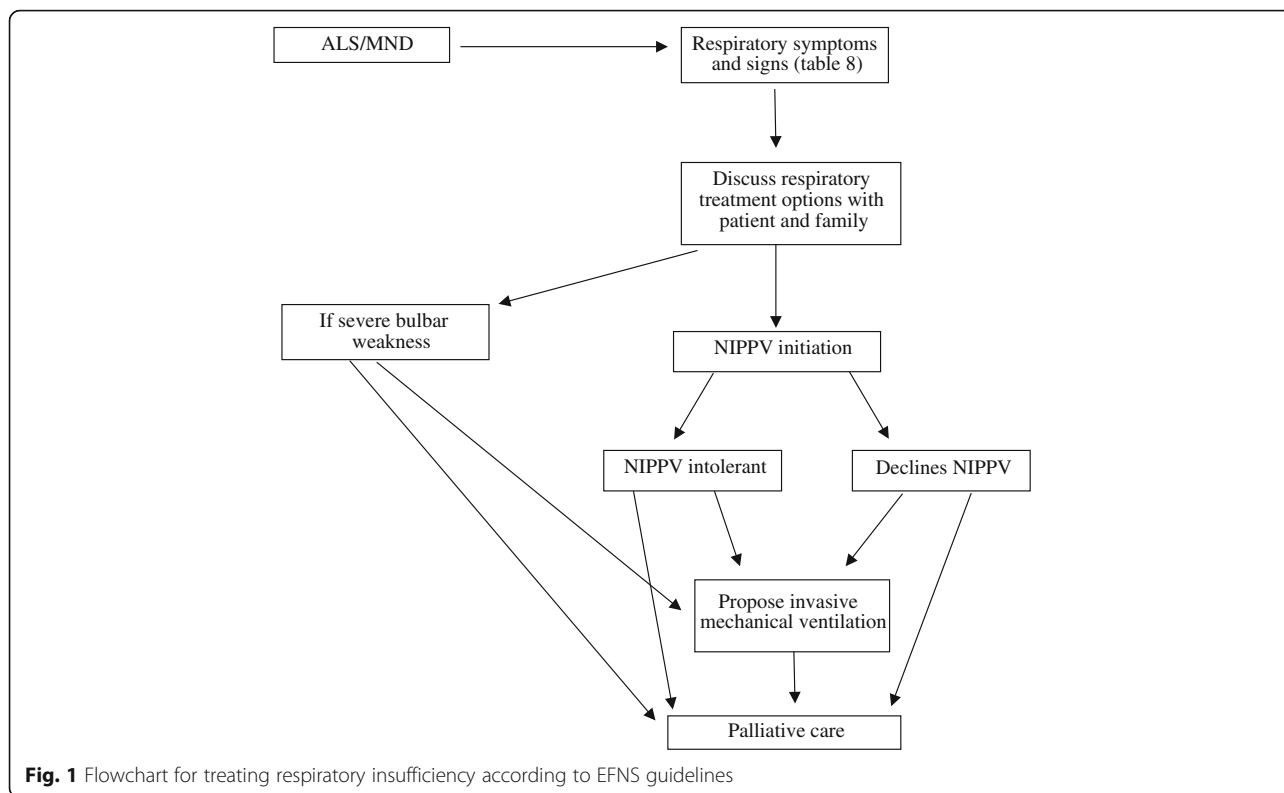 ALS/MND
Respiratory symptoms
and signs (table 8)
Discuss respiratory
treatment options with
patient and family
If severe bulbar
weakness
NIPPV initiation
NIPPV intolerant
Declines NIPPV
Propose invasive
mechanical ventilation
Palliative care
Fig. 1 Flowchart for treating respiratory insufficiency according to EFNS guidelines